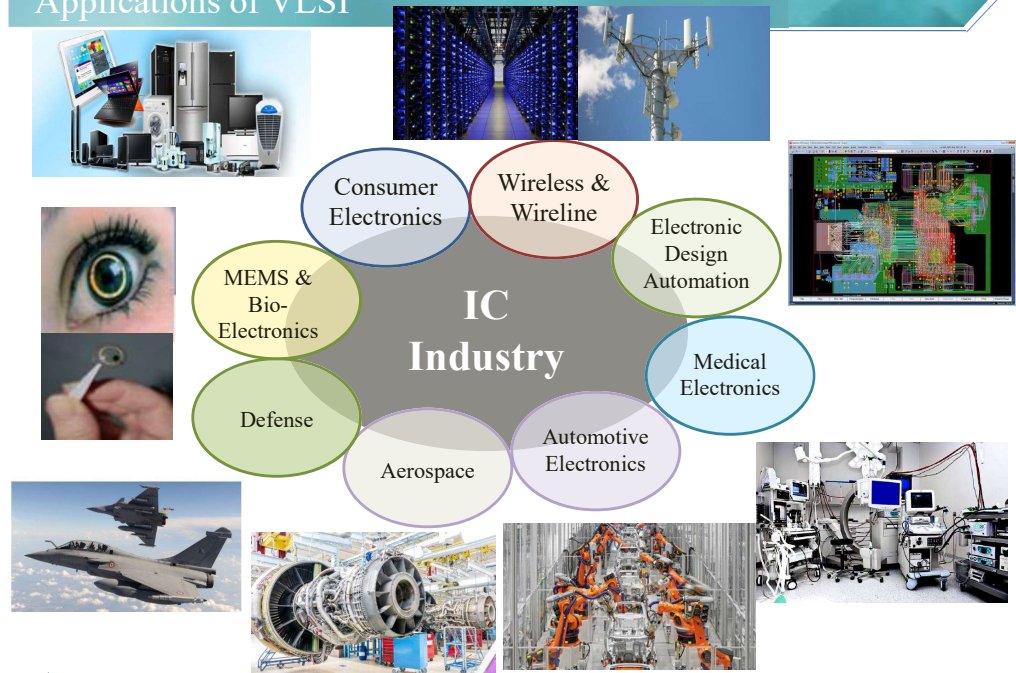 Applications of VLSI
Consumer
Electronics
Wireless &
Wireline
Electronic
Design
Automation
MEMS &
Bio-
Electronics
IC
Industry
Medical
Electronics
Defense
Automotive
Electronics
Aerospace